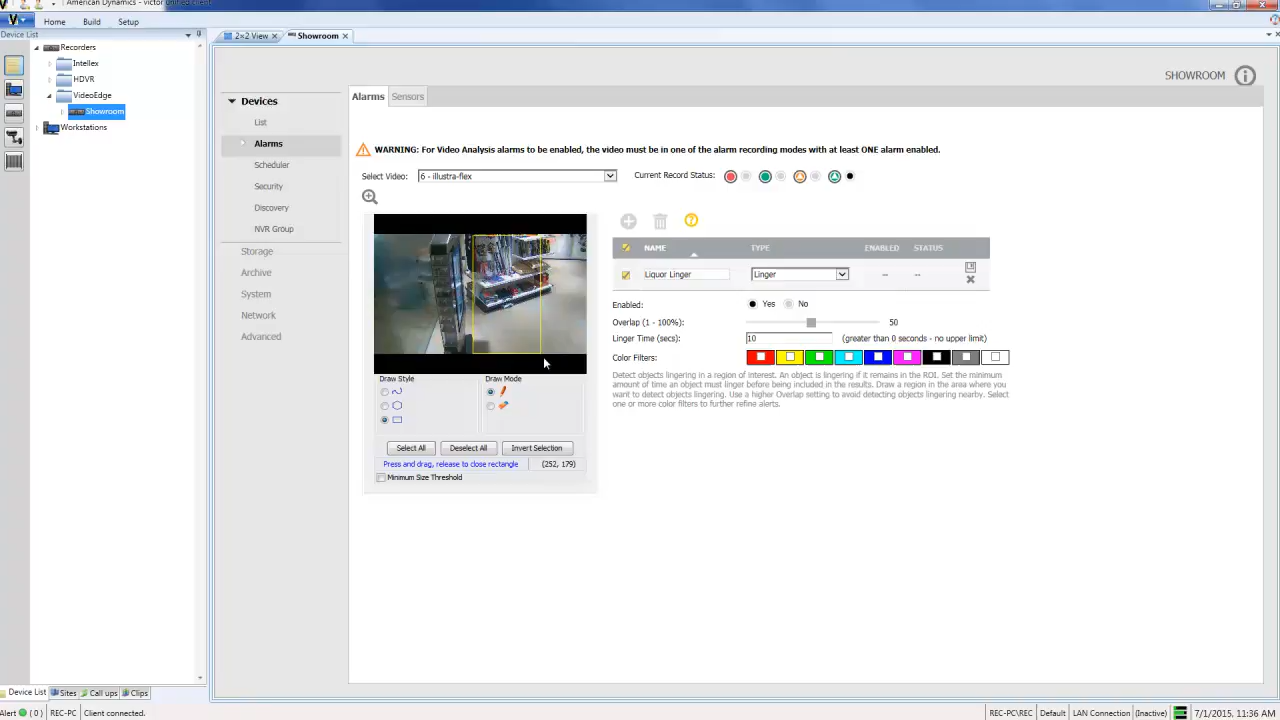 American Dynamics - victor unified client
Home Build Setup
Device List
2×2 View Showroom
Recorders
Intellex
HDVR
VideoEdge
Showroom
Workstations
SHOWROOM
Devices
List
Alarms
Scheduler
Security
Discovery
NVR Group
Storage
Archive
System
Network
Advanced
Alarms Sensors
WARNING: For Video Analysis alarms to be enabled, the video must be in one of the alarm recording modes with at least ONE alarm enabled.
Select Video: 6 - illustra-flex Current Record Status:
NAME TYPE ENABLED STATUS
Liquor Linger Linger -- --
Enabled: Yes No
Overlap (1 - 100%): 50
Linger Time (secs): 10 (greater than 0 seconds - no upper limit)
Color Filters:
Detect objects lingering in a region of interest. An object is lingering if it remains in the ROI. Set the minimum
amount of time an object must linger before being included in the results. Draw a region in the area where you
want to detect objects lingering. Use a higher Overlap setting to avoid detecting objects lingering nearby. Select
one or more color filters to further refine alerts.
Draw Style Draw Mode
Select All Deselect All Invert Selection
Press and drag, release to close rectangle (252, 179)
Minimum Size Threshold
Device List Sites Call ups Clips
Alert ( 0 ) REC-PC Client connected. REC-PC\REC Default LAN Connection (Inactive) 7/1/2015, 11:36 AM